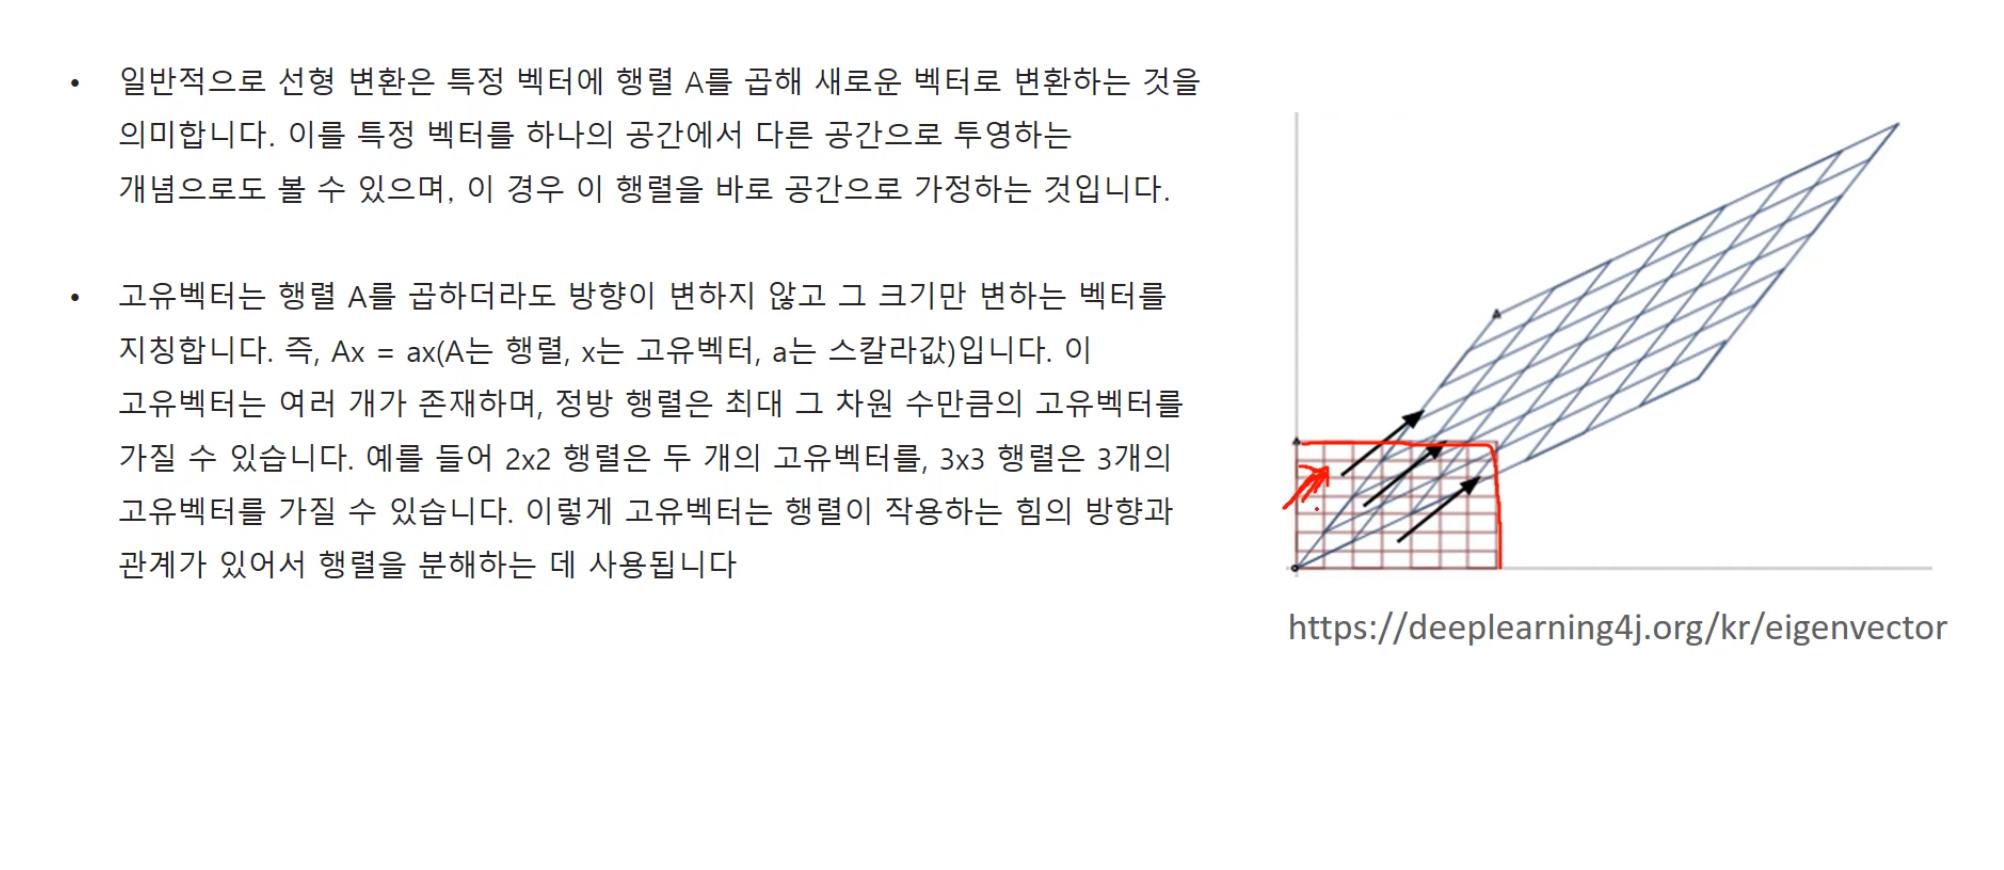 • 일반적으로 선형 변환은 특정 벡터에 행렬 A를 곱해 새로운 벡터로 변환하는 것을
의미합니다. 이를 특정 벡터를 하나의 공간에서 다른 공간으로 투영하는
개념으로도 볼 수 있으며, 이 경우 이 행렬을 바로 공간으로 가정하는 것입니다.
• 고유벡터는 행렬 A를 곱하더라도 방향이 변하지 않고 그 크기만 변하는 벡터를
지칭합니다. 즉, Ax = ax(A는 행렬, x는 고유벡터, a는 스칼라값)입니다. 이
고유벡터는 여러 개가 존재하며, 정방 행렬은 최대 그 차원 수만큼의 고유벡터를
가질 수 있습니다. 예를 들어 2x2 행렬은 두 개의 고유벡터를, 3x3 행렬은 3개의
고유벡터를 가질 수 있습니다. 이렇게 고유벡터는 행렬이 작용하는 힘의 방향과
관계가 있어서 행렬을 분해하는 데 사용됩니다
https://deeplearning4j.org/kr/eigenvector